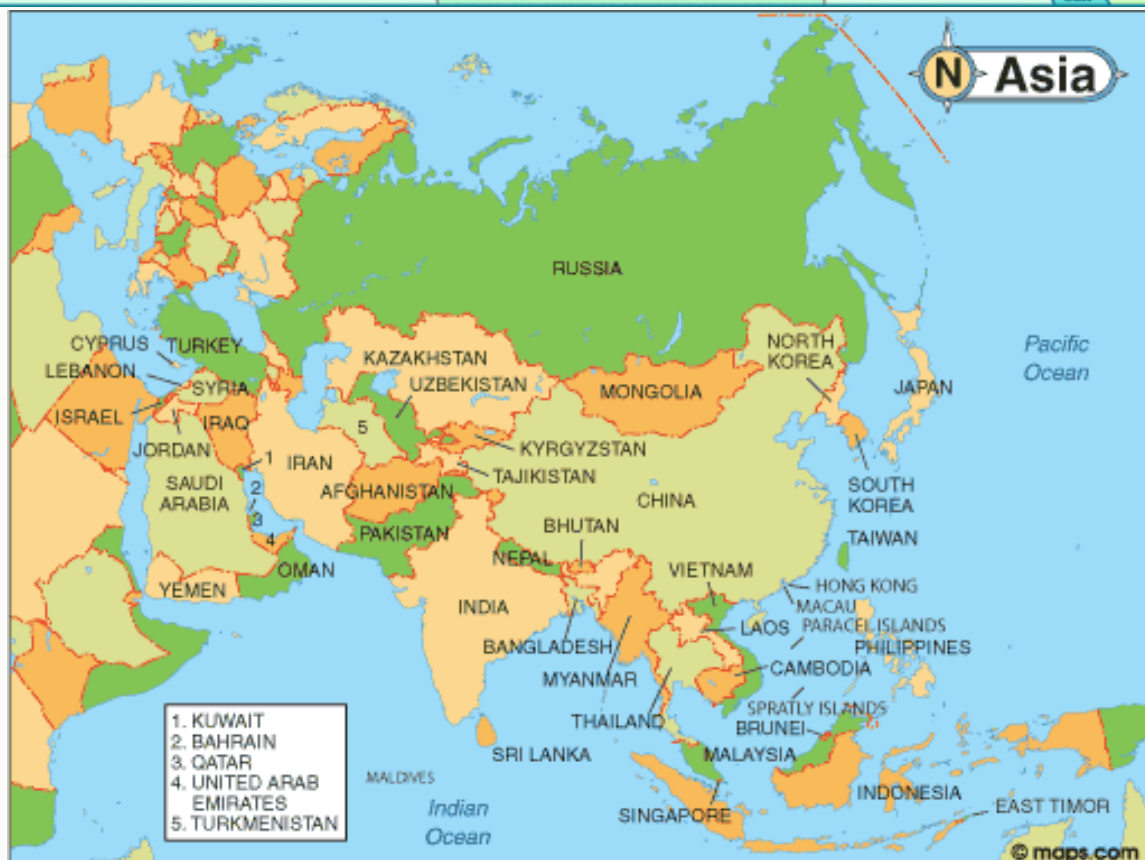 N Asia
RUSSIA
Pacific
Ocean
NORTH
KOREA
CYPRUS
TURKEY
LEBANON
KAZAKHSTAN
SYRIA
UZBEKISTAN
MONGOLIA
JAPAN
ISRAEL
IRAQ
5
JORDAN
1
IRAN
KYRGYZSTAN
TAJIKISTAN
SAUDI
ARABIA
2
AFGHANISTAN
CHINA
SOUTH
KOREA
3
4
PAKISTAN
BHUTAN
TAIWAN
OMAN
NEPAL
VIETNAM
YEMEN
HONG KONG
MACAU
INDIA
LAOS
PARACEL ISLANDS
BANGLADESH
PHILIPPINES
CAMBODIA
MYANMAR
SPRATLY ISLANDS
THAILAND
BRUNEI
SRI LANKA
MALAYSIA
MALDIVES
INDONESIA
SINGAPORE
EAST TIMOR
Indian
Ocean
1. KUWAIT
2. BAHRAIN
3. QATAR
4. UNITED ARAB
EMIRATES
5. TURKMENISTAN
© maps.com